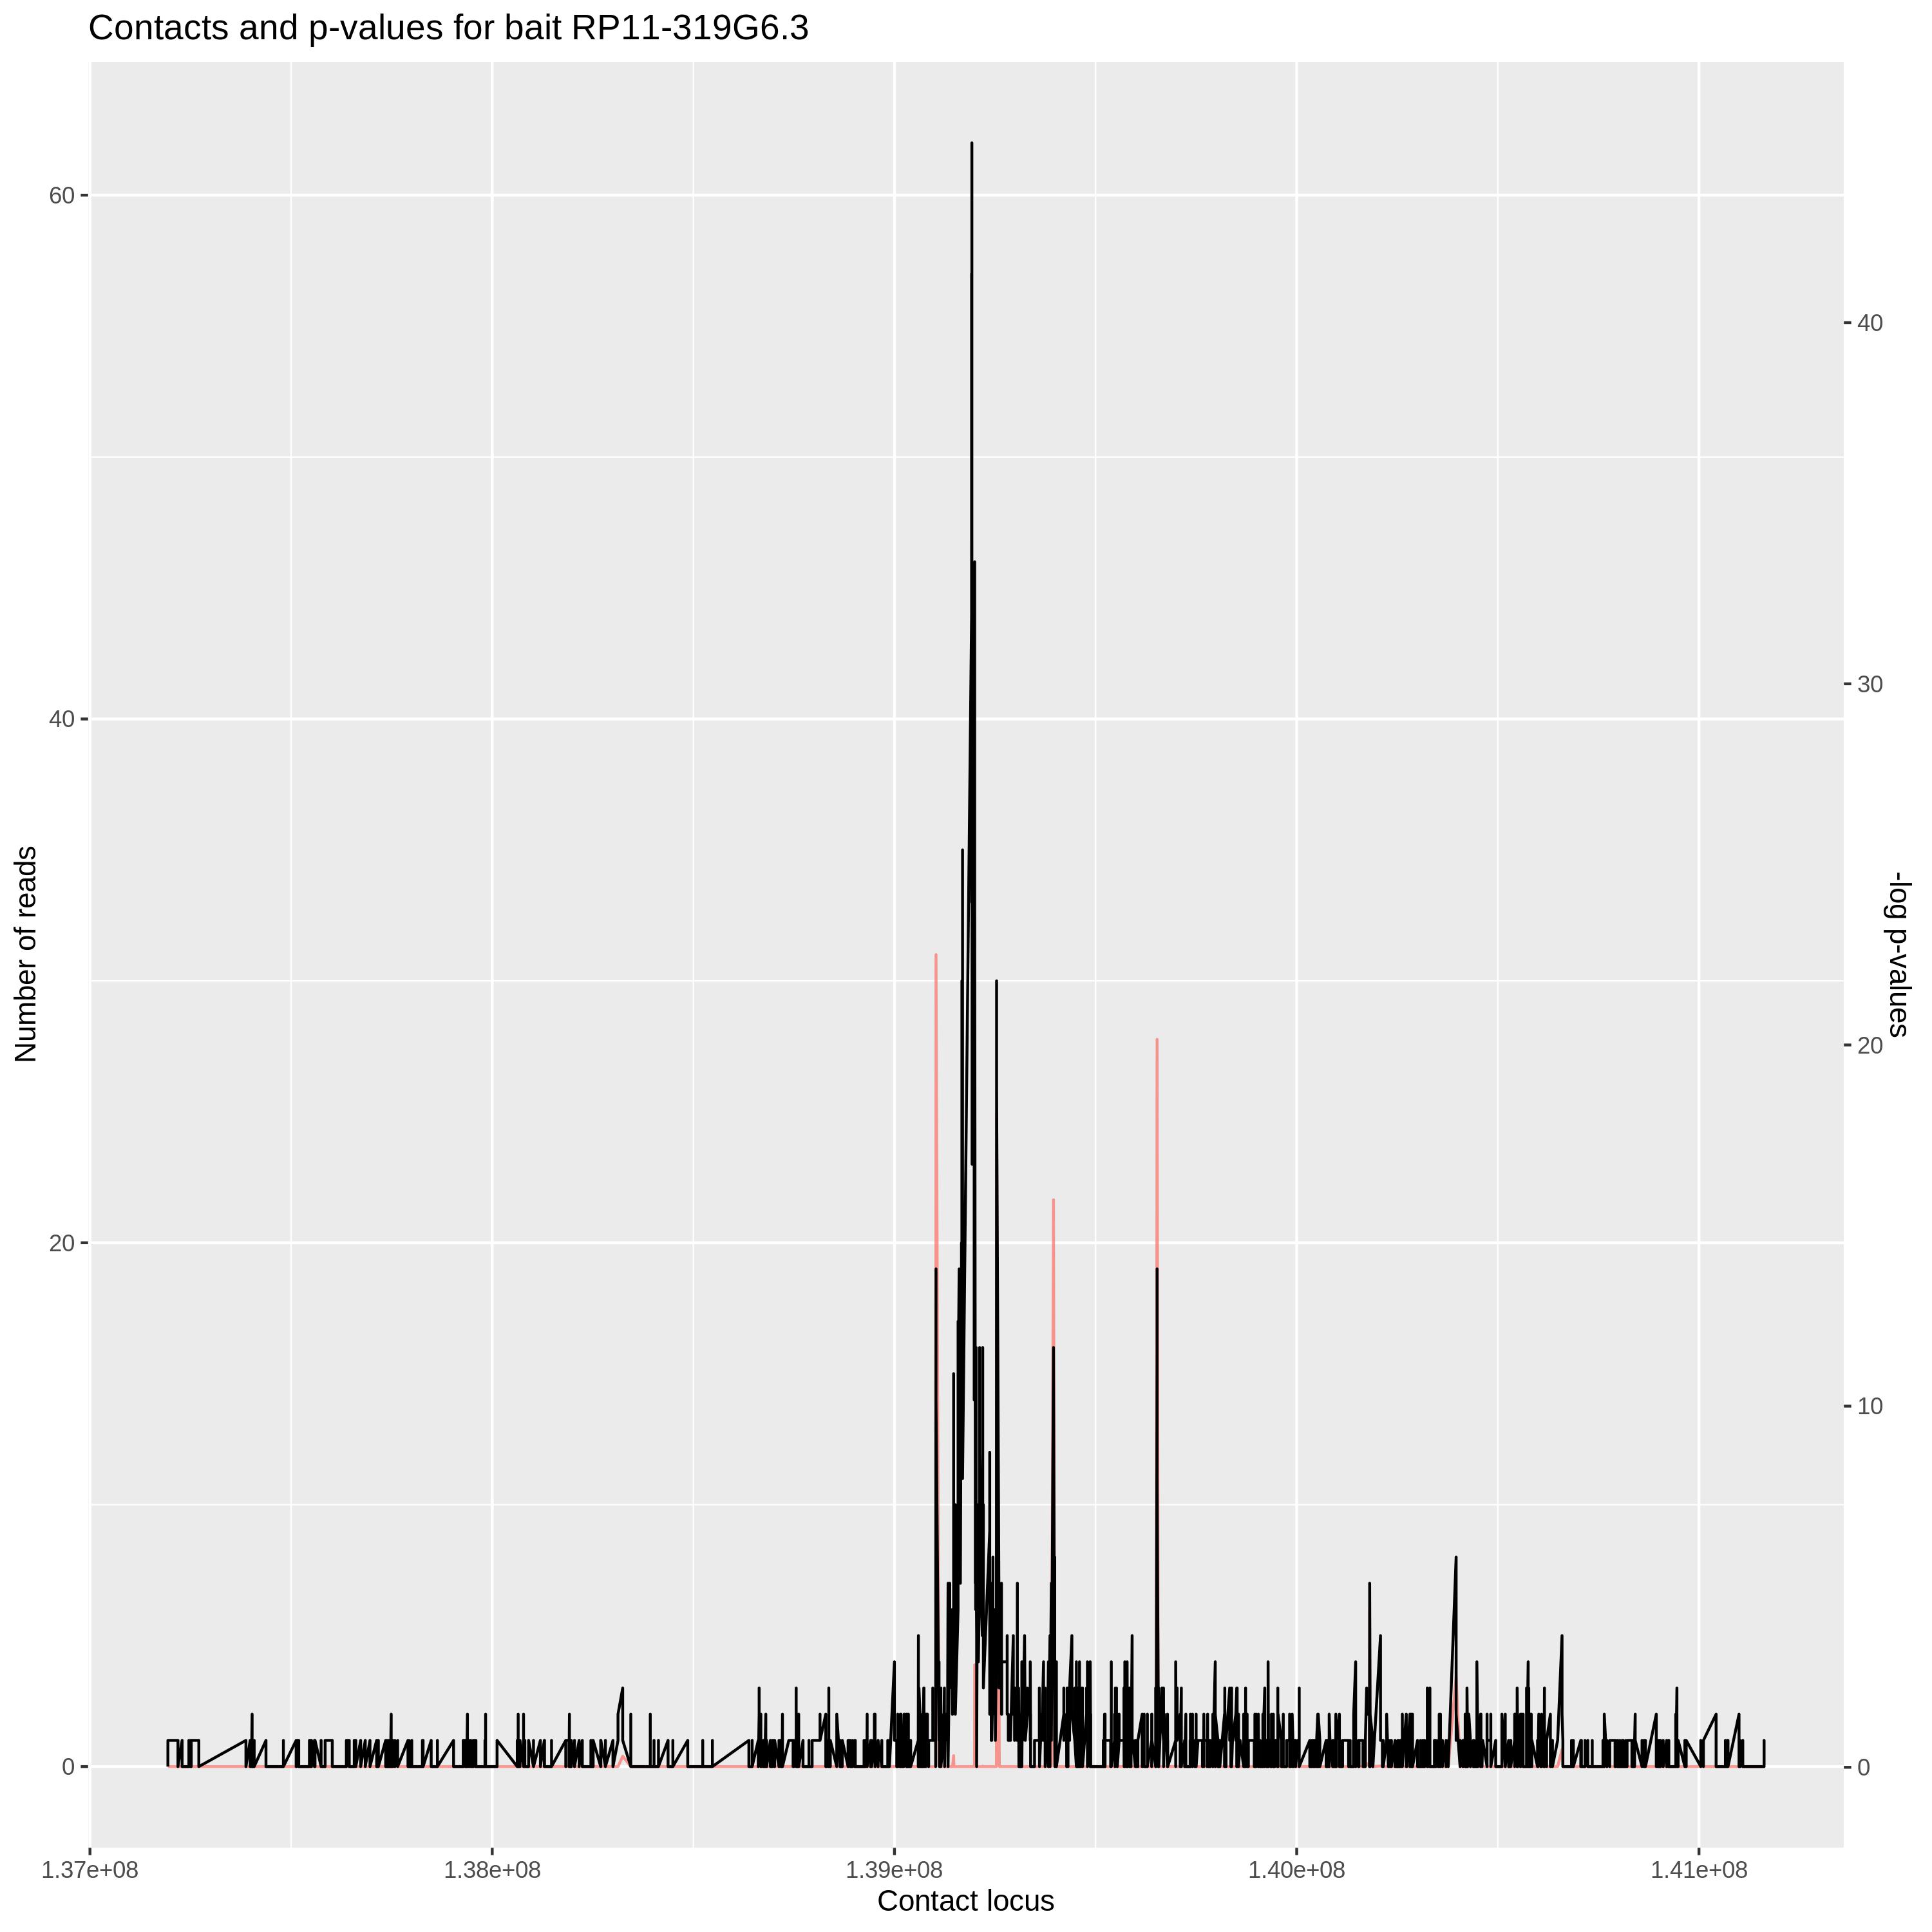 Contacts and p-values for bait RP11-319G6.3
60
40
20
0
Number of reads
40
30
20
10
0
-log p-values
1.37e+08
1.38e+08
1.39e+08
1.40e+08
1.41e+08
Contact locus